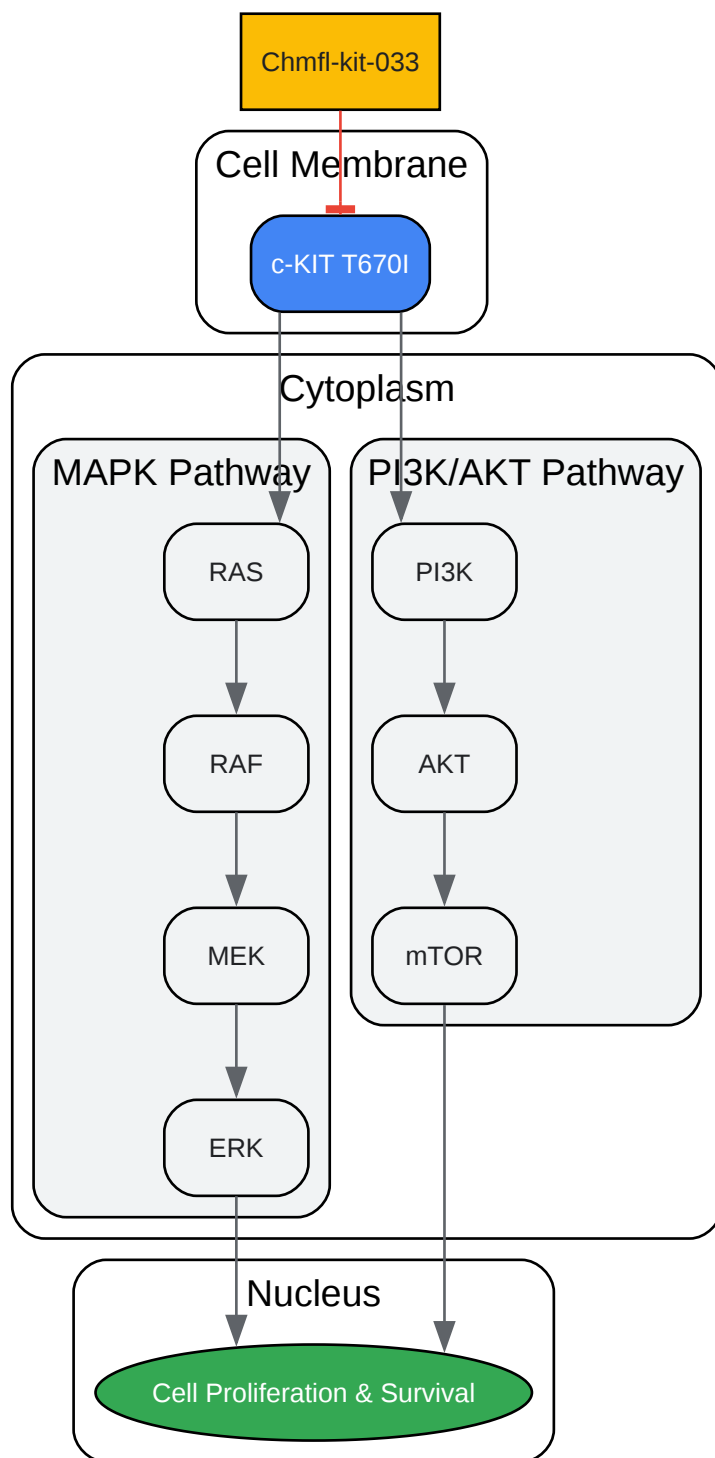 Chmfl-kit-033
Cell Membrane
c-KIT T670I
Cytoplasm
MAPK Pathway
PI3K/AKT Pathway
RAS
PI3K
RAF
AKT
MEK
mTOR
ERK
Nucleus
Cell Proliferation & Survival